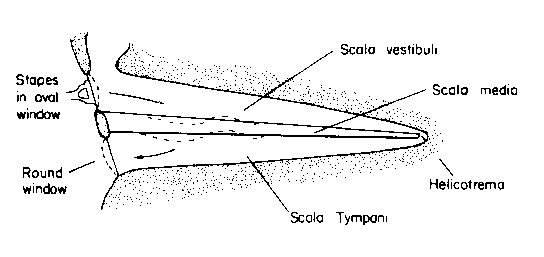 Scala vestibuli
Stapes
in oval
window
Scala media
Round
window
Helicotrema
Scala Tympani